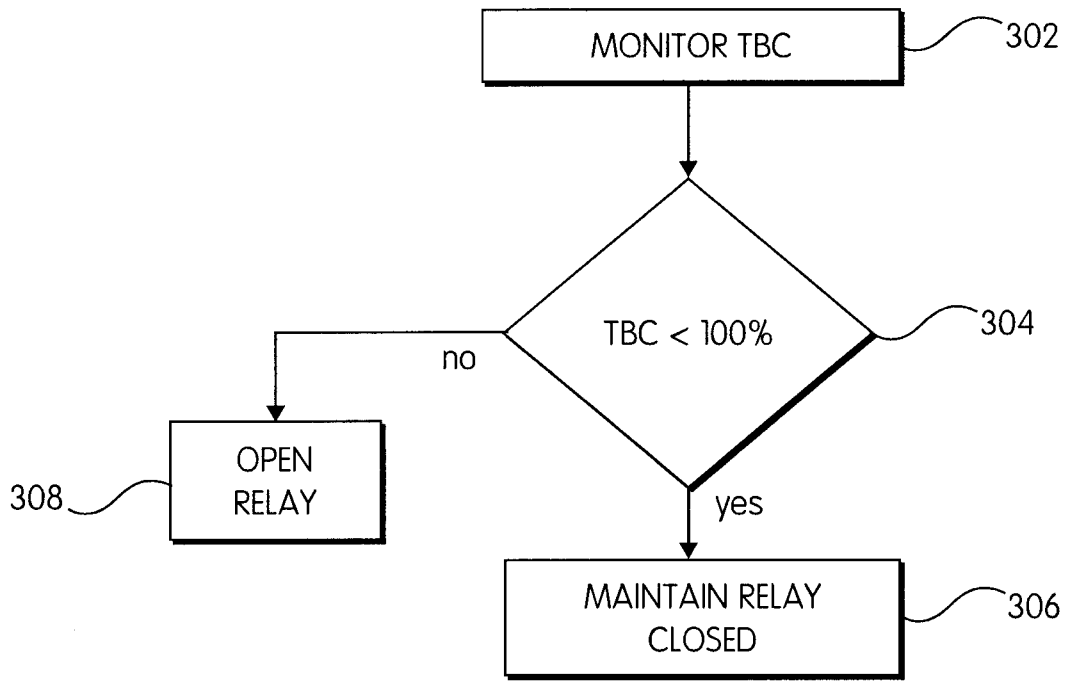 MONITOR TBC
302
TBC < 100%
304
no
OPEN
RELAY
308
yes
MAINTAIN RELAY
CLOSED
306